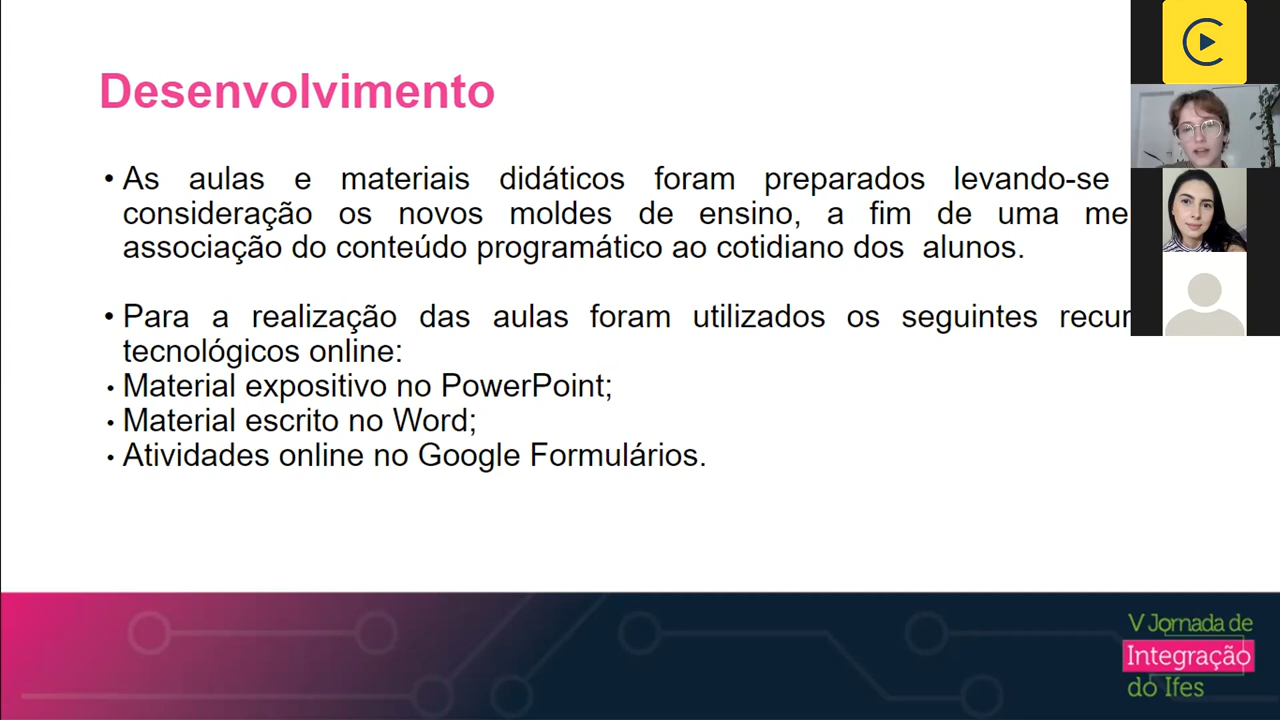 Desenvolvimento
• As aulas e materiais didáticos foram preparados levando-se
consideração os novos moldes de ensino, a fim de uma
associação do conteúdo programático ao cotidiano dos alunos.
• Para a realização das aulas foram utilizados os seguintes
tecnológicos online:
• Material expositivo no PowerPoint;
• Material escrito no Word;
• Atividades online no Google Formulários.
V Jornada de
Integração
do Ifes